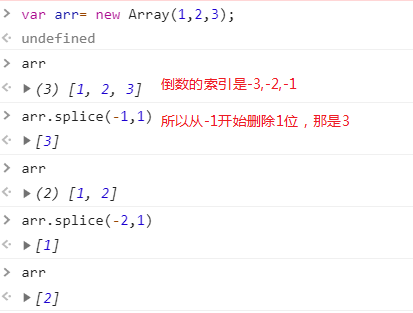 var arr= new Array(1,2,3);
undefined
arr
(3) [1, 2, 3] 倒数的索引是-3,-2,-1
arr.splice(-1,1) 所以从-1开始删除1位，那是3
[3]
arr
(2) [1, 2]
arr.splice(-2,1)
[1]
arr
[2]